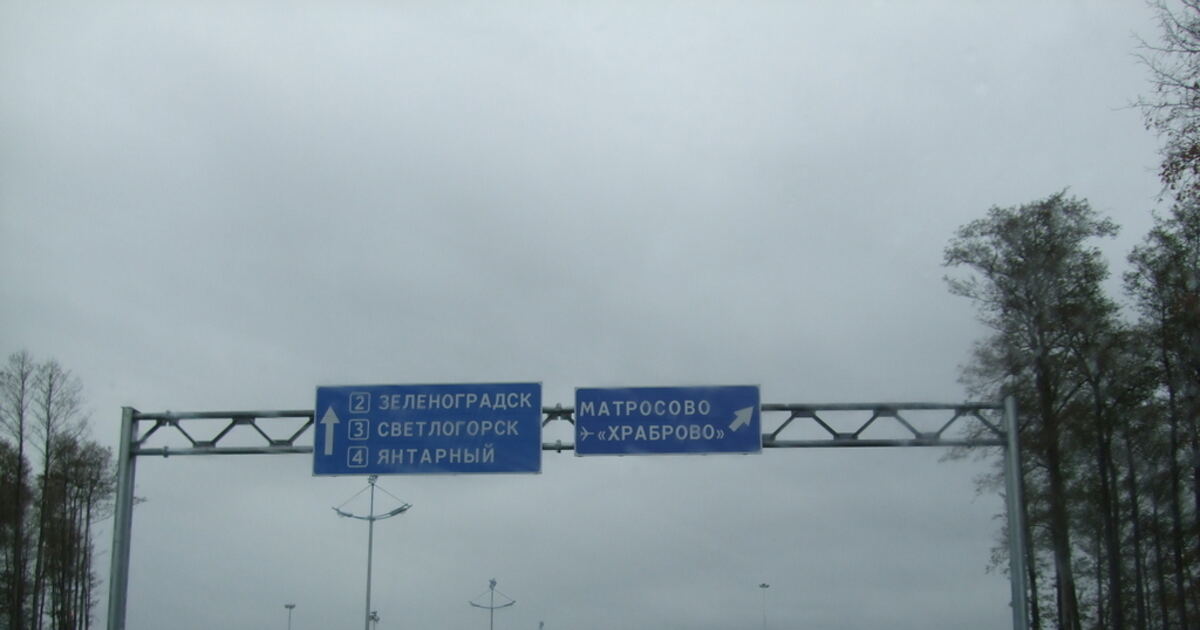 2 ЗЕЛЕНОГРАДСК
3 СВЕТЛОГОРСК
4 ЯНТАРНЫЙ
МАТРОСОВО
«ХРАБРОВО»